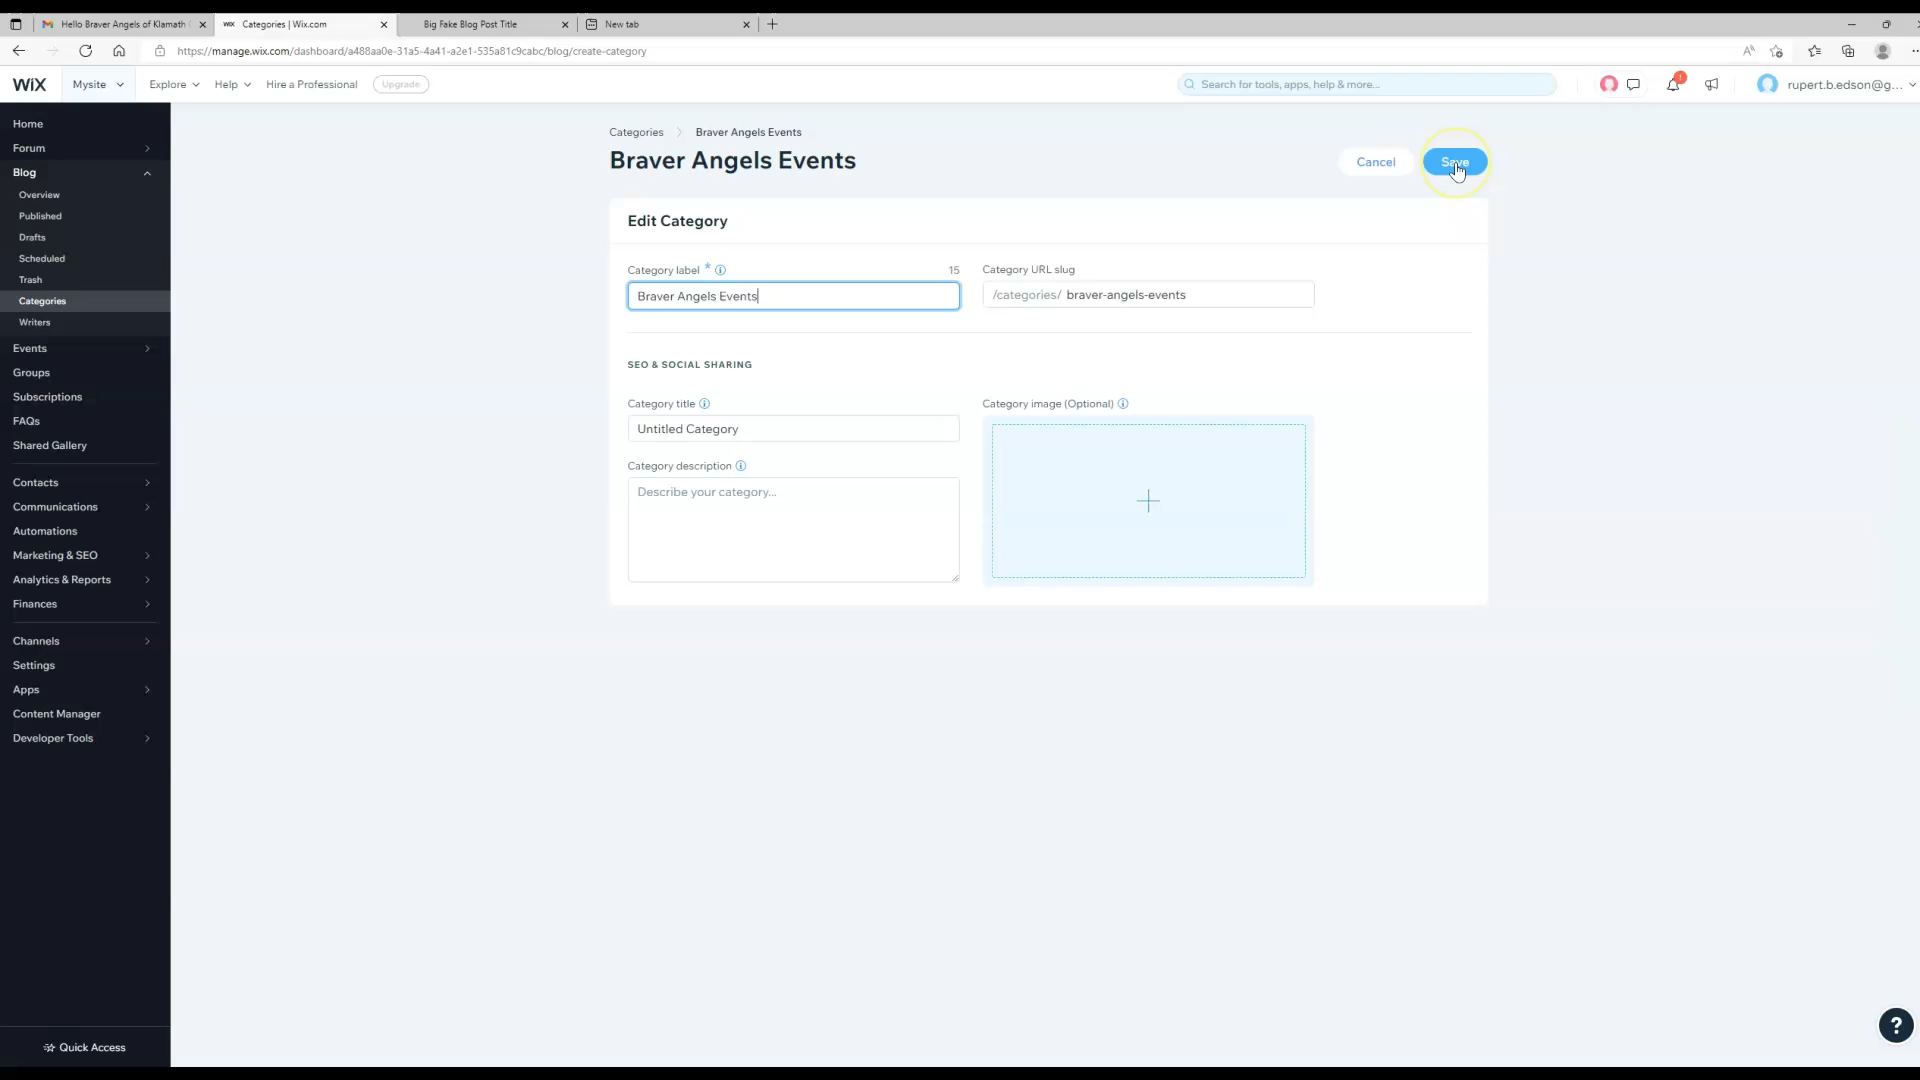 Hello Braver Angels of Klamath
Categories | Wix.com
Big Fake Blog Post Title
New tab
https://manage.wix.com/dashboard/a488aa0e-31a5-4a41-a2e1-535a81c9cabc/blog/create-category
WiX
Mysite
Explore
Help
Hire a Professional
Upgrade
Search for tools, apps, help & more...
rupert.b.edson@g...
Home
Forum
Blog
Overview
Published
Drafts
Scheduled
Trash
Categories
Writers
Events
Groups
Subscriptions
FAQs
Shared Gallery
Contacts
Communications
Automations
Marketing & SEO
Analytics & Reports
Finances
Channels
Settings
Apps
Content Manager
Developer Tools
Quick Access
Categories > Braver Angels Events
Braver Angels Events
Cancel
Save
Edit Category
Category label *
15
Braver Angels Events
Category URL slug
/categories/ braver-angels-events
SEO & SOCIAL SHARING
Category title
Untitled Category
Category description
Describe your category...
Category image (Optional)
?